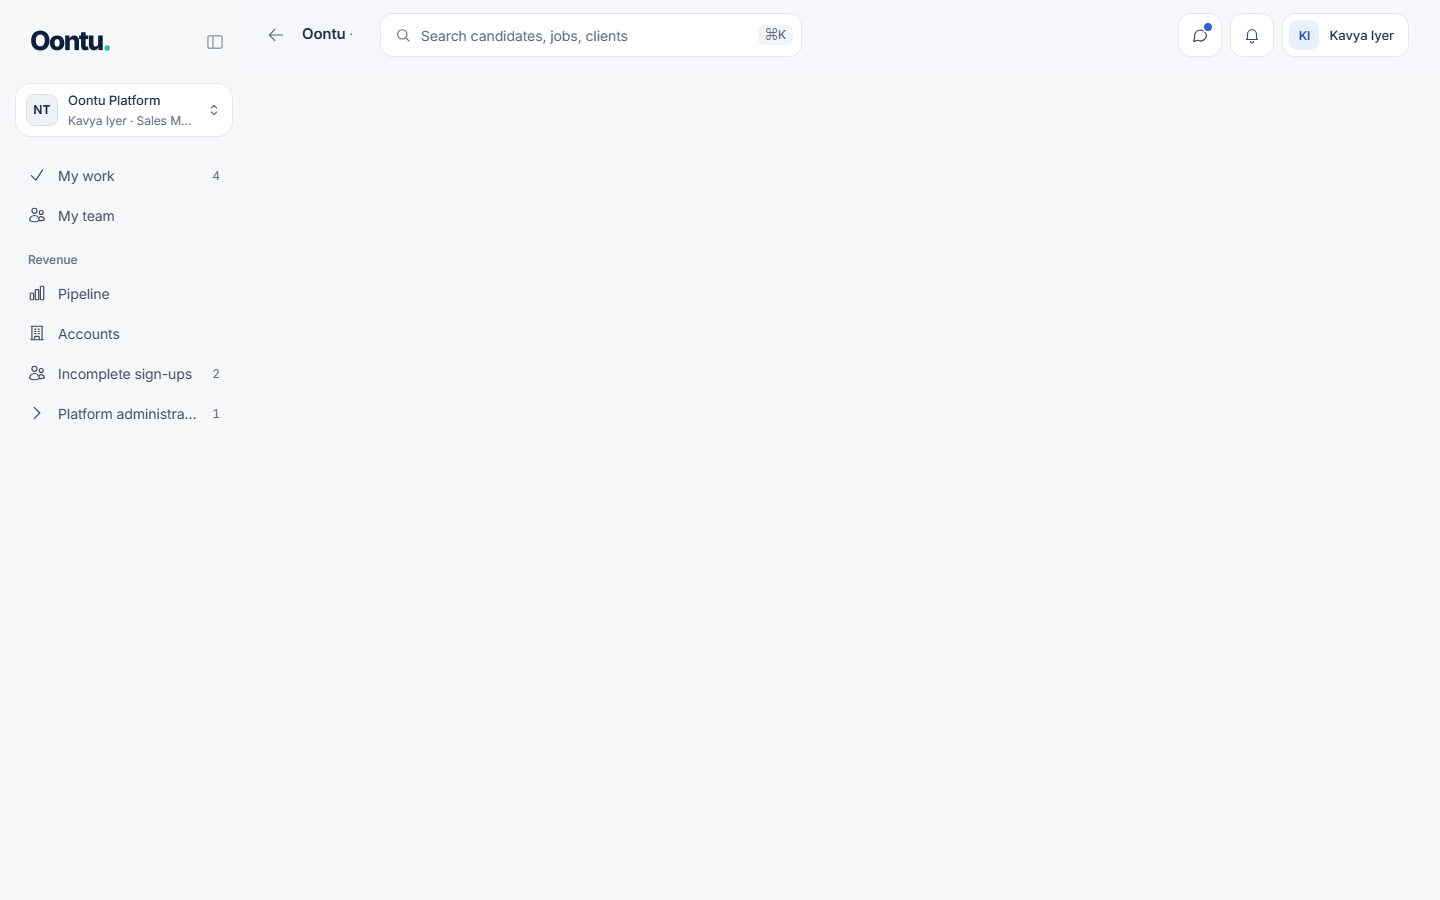 Oontu.
Oontu ·
Search candidates, jobs, clients
⌘K
KI
Kavya Iyer
NT
Oontu Platform
Kavya Iyer · Sales M...
My work
4
My team
Revenue
Pipeline
Accounts
Incomplete sign-ups
2
Platform administra...
1